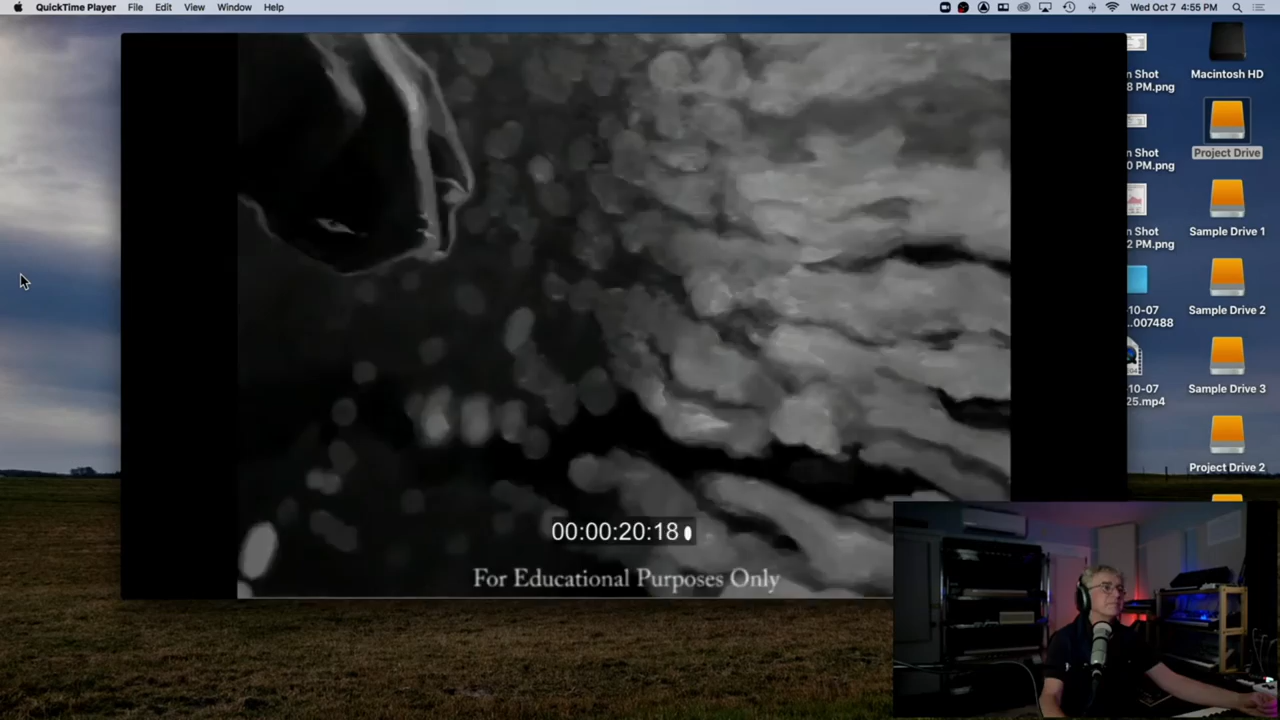 QuickTime Player File Edit View Window Help Wed Oct 7 4:55 PM
Macintosh HD
n Shot
8 PM.png
Project Drive
n Shot
0 PM.png
Sample Drive 1
n Shot
2 PM.png
Sample Drive 2
10-07
...007488
Sample Drive 3
10-07
25.mp4
Project Drive 2
00:00:20:18
For Educational Purposes Only